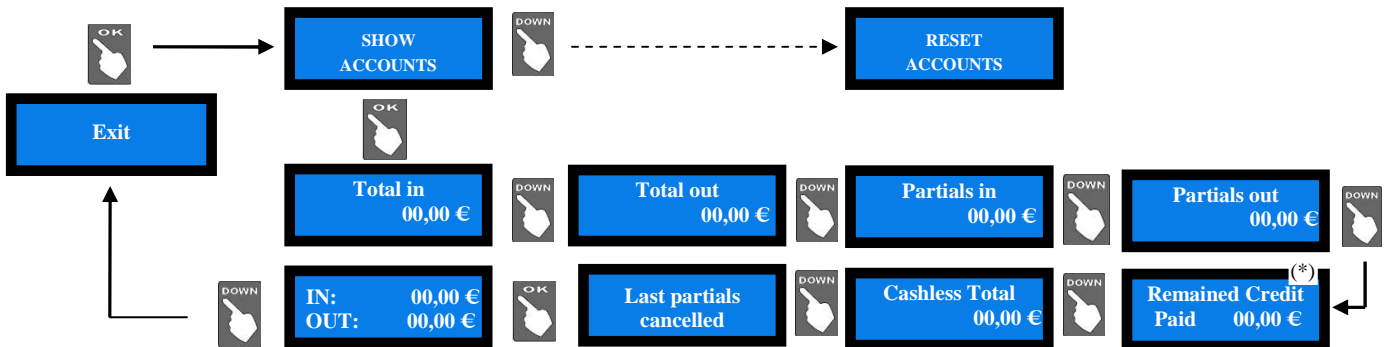 OK
SHOW
ACCOUNTS
DOWN
RESET
ACCOUNTS
Exit
OK
Total in
00,00 €
DOWN
Total out
00,00 €
DOWN
Partials in
00,00 €
DOWN
Partials out
00,00 €
DOWN
DOWN
IN: 00,00 €
OUT: 00,00 €
OK
Last partials
cancelled
DOWN
Cashless Total
00,00 €
DOWN
(*)
Remained Credit
Paid 00,00 €